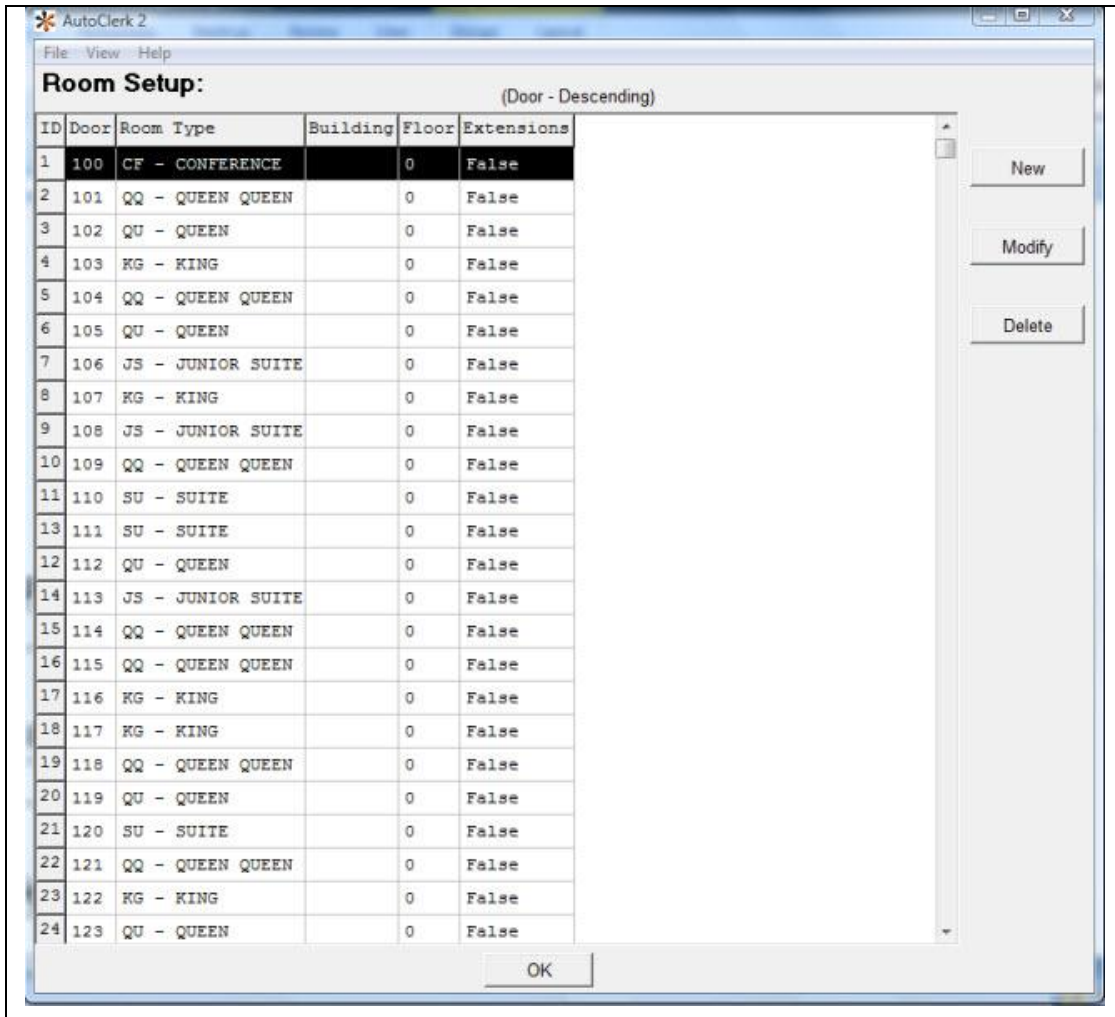 AutoClerk 2
File View Help
Room Setup:
(Door - Descending)
ID Door Room Type Building Floor Extensions
1 100 CF - CONFERENCE 0 False
2 101 QQ - QUEEN QUEEN 0 False
3 102 QU - QUEEN 0 False
4 103 KG - KING 0 False
5 104 QQ - QUEEN QUEEN 0 False
6 105 QU - QUEEN 0 False
7 106 JS - JUNIOR SUITE 0 False
8 107 KG - KING 0 False
9 108 JS - JUNIOR SUITE 0 False
10 109 QQ - QUEEN QUEEN 0 False
11 110 SU - SUITE 0 False
13 111 SU - SUITE 0 False
12 112 QU - QUEEN 0 False
14 113 JS - JUNIOR SUITE 0 False
15 114 QQ - QUEEN QUEEN 0 False
16 115 QQ - QUEEN QUEEN 0 False
17 116 KG - KING 0 False
18 117 KG - KING 0 False
19 118 QQ - QUEEN QUEEN 0 False
20 119 QU - QUEEN 0 False
21 120 SU - SUITE 0 False
22 121 QQ - QUEEN QUEEN 0 False
23 122 KG - KING 0 False
24 123 QU - QUEEN 0 False
New
Modify
Delete
OK